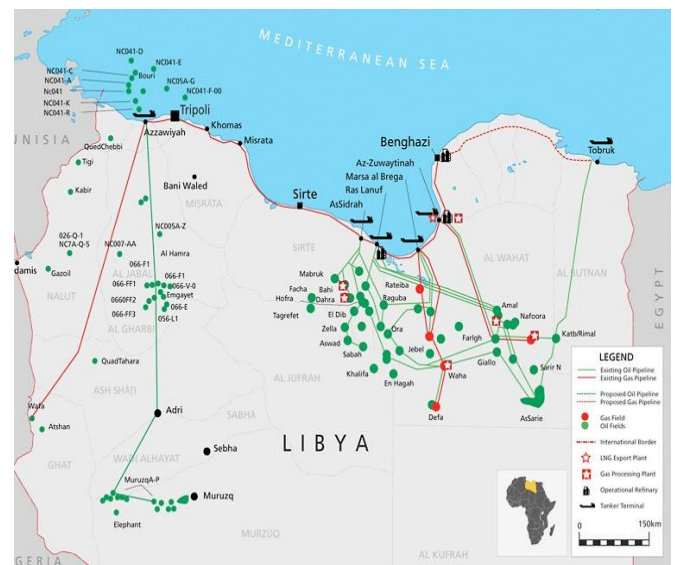 MEDITERRANEAN SEA
NC041-D
NC041-E
NC041-C
NC041-A
Bouri
NC05A-G
Nc041
NC041-F-00
NC041-K
NC041-R
Tripoli
Azzawiyah
Khomas
Misrata
UNISIA
QuedChebbi
Tigi
Kabir
Bani Waled
MISRATA
Benghazi
Tobruk
Az-Zuwaytinah
Marsa al Brega
Ras Lanuf
AsSidrah
Sirte
026-Q-1
NC7A-Q-5
NC007-AA
NC005A-Z
Al Hamra
damis
Gazoil
NALUT
AL JABAL
AL GHARBI
066-F1
066-F1
066-FF1
066-V-0
0660FF2
Emgayet
066-FF3
066-E
056-L1
SIRTE
AL WAHAT
AL BUTNAN
EGYPT
Mabruk
Facha
Bahi
Hofra
Dahra
Tagrefet
El Dib
Zella
Aswad
Sabah
Khalifa
En Hagah
Ora
Jebel
Rateiba
Raguba
Waha
Defa
Farlgh
Giallo
Amal
Nafoora
Katb/Rimal
Sarir N
AsSarie
QuadTahara
ASH SHĀṬI
AL JUFRAH
Wafa
Atshan
Adri
SABHĀ
Sebha
WADI ALHAYAT
GHAT
MuruzqA-P
Muruzq
Elephant
MURZUQ
LIBYA
AL KUFRAH
GERIA
LEGEND
Existing Oil Pipeline
Existing Gas Pipeline
Proposed Oil Pipeline
Proposed Gas Pipeline
Gas Field
Oil Fields
International Border
LNG Export Plant
Gas Processing Plant
Operational Refinary
Tanker Terminal
0 150km